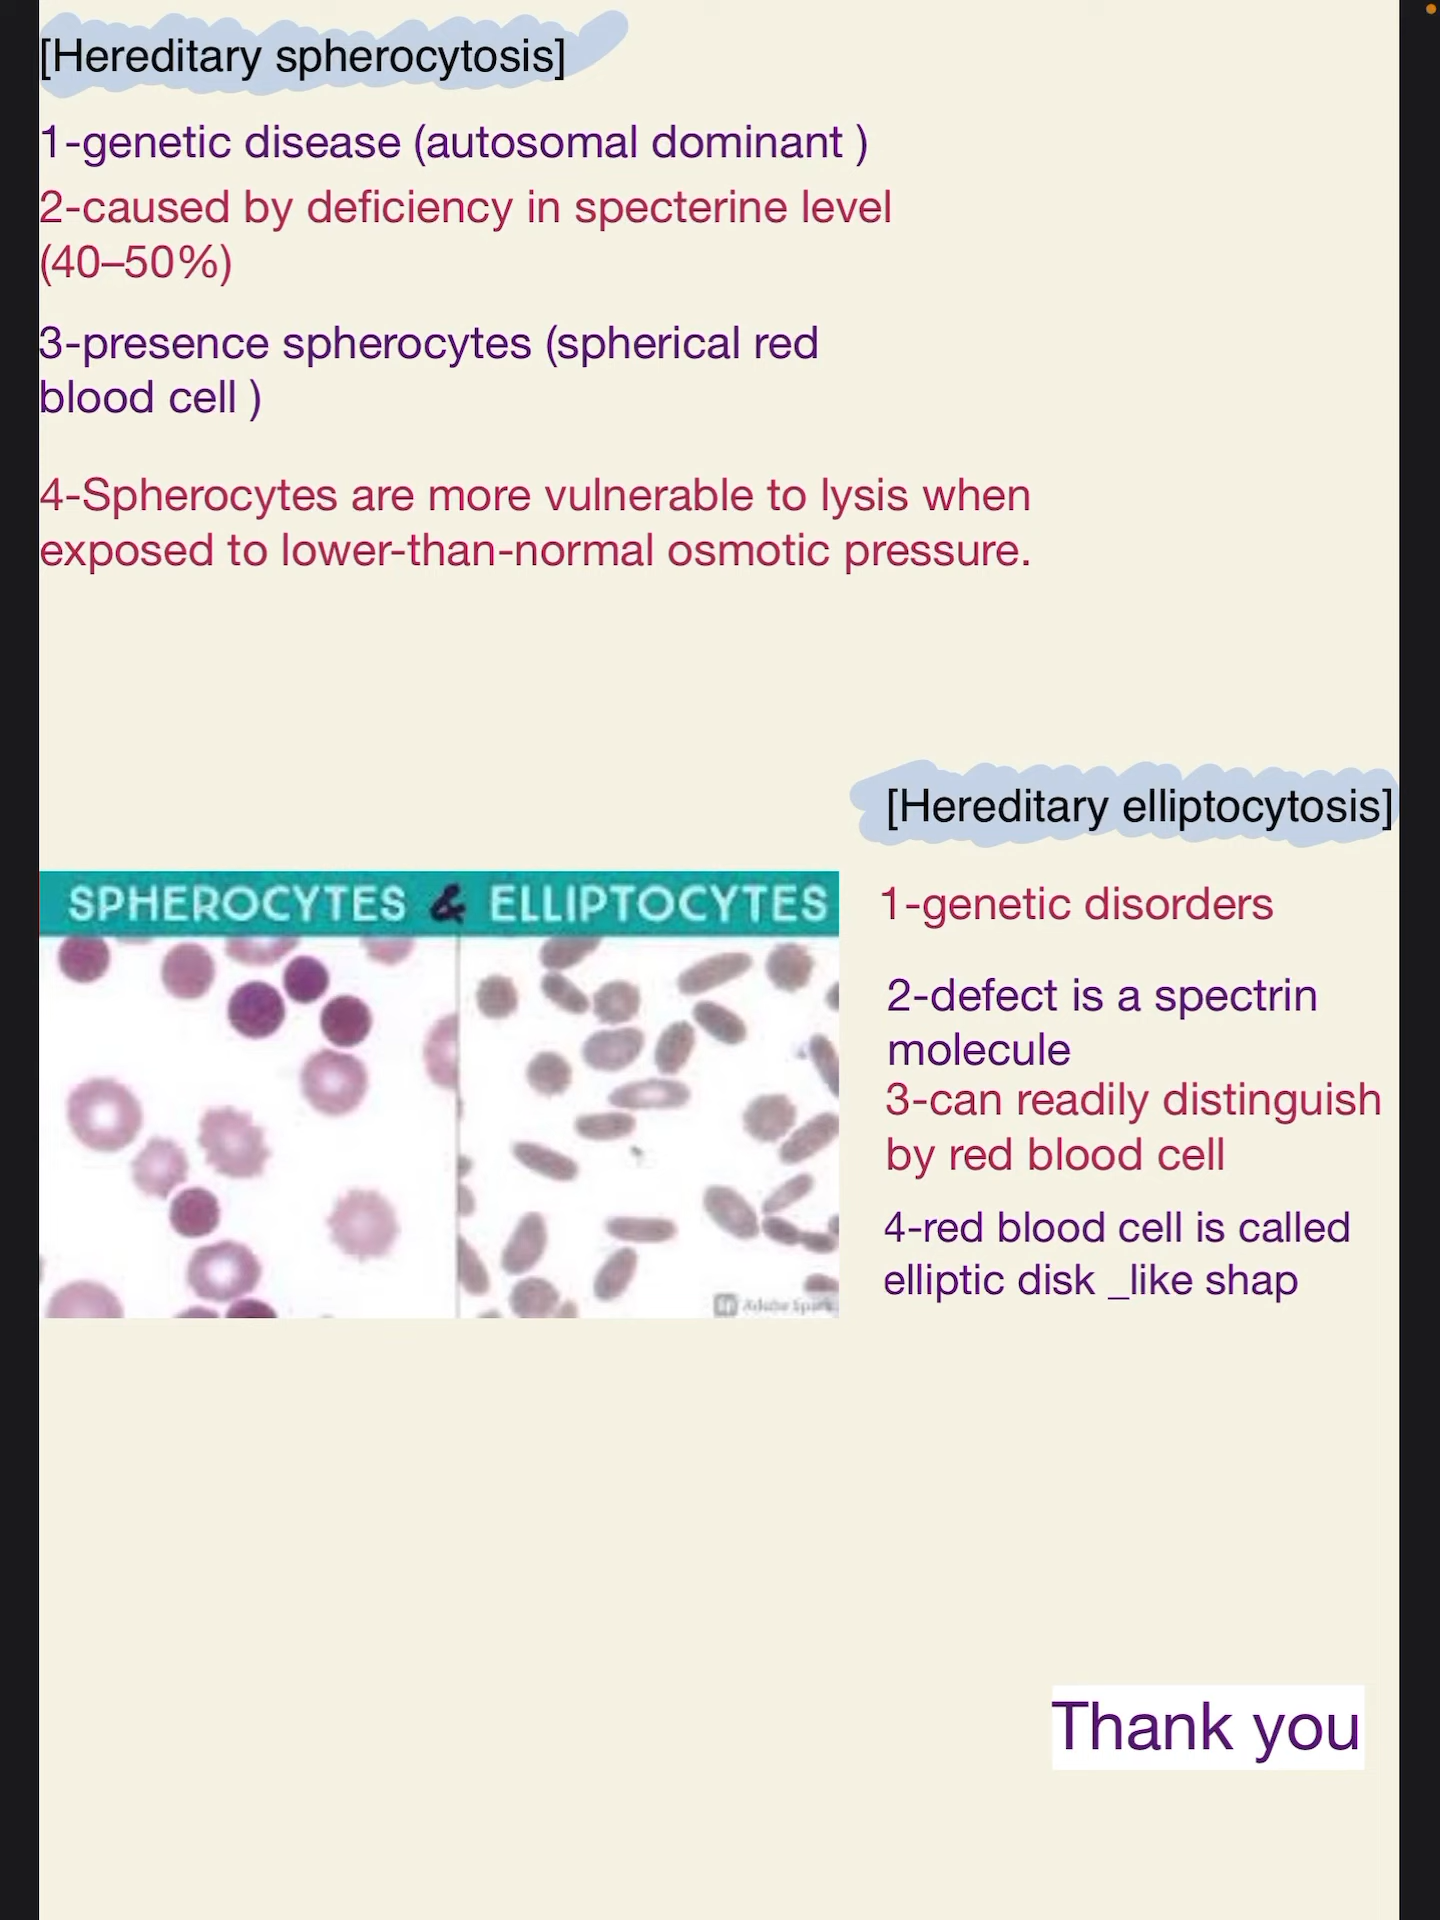 [Hereditary spherocytosis]
1-genetic disease (autosomal dominant )
2-caused by deficiency in specterine level
(40–50%)
3-presence spherocytes (spherical red
blood cell )
4-Spherocytes are more vulnerable to lysis when
exposed to lower-than-normal osmotic pressure.
[Hereditary elliptocytosis]
SPHEROCYTES & ELLIPTOCYTES
1-genetic disorders
2-defect is a spectrin
molecule
3-can readily distinguish
by red blood cell
4-red blood cell is called
elliptic disk _like shap
Adobe Spark
Thank you